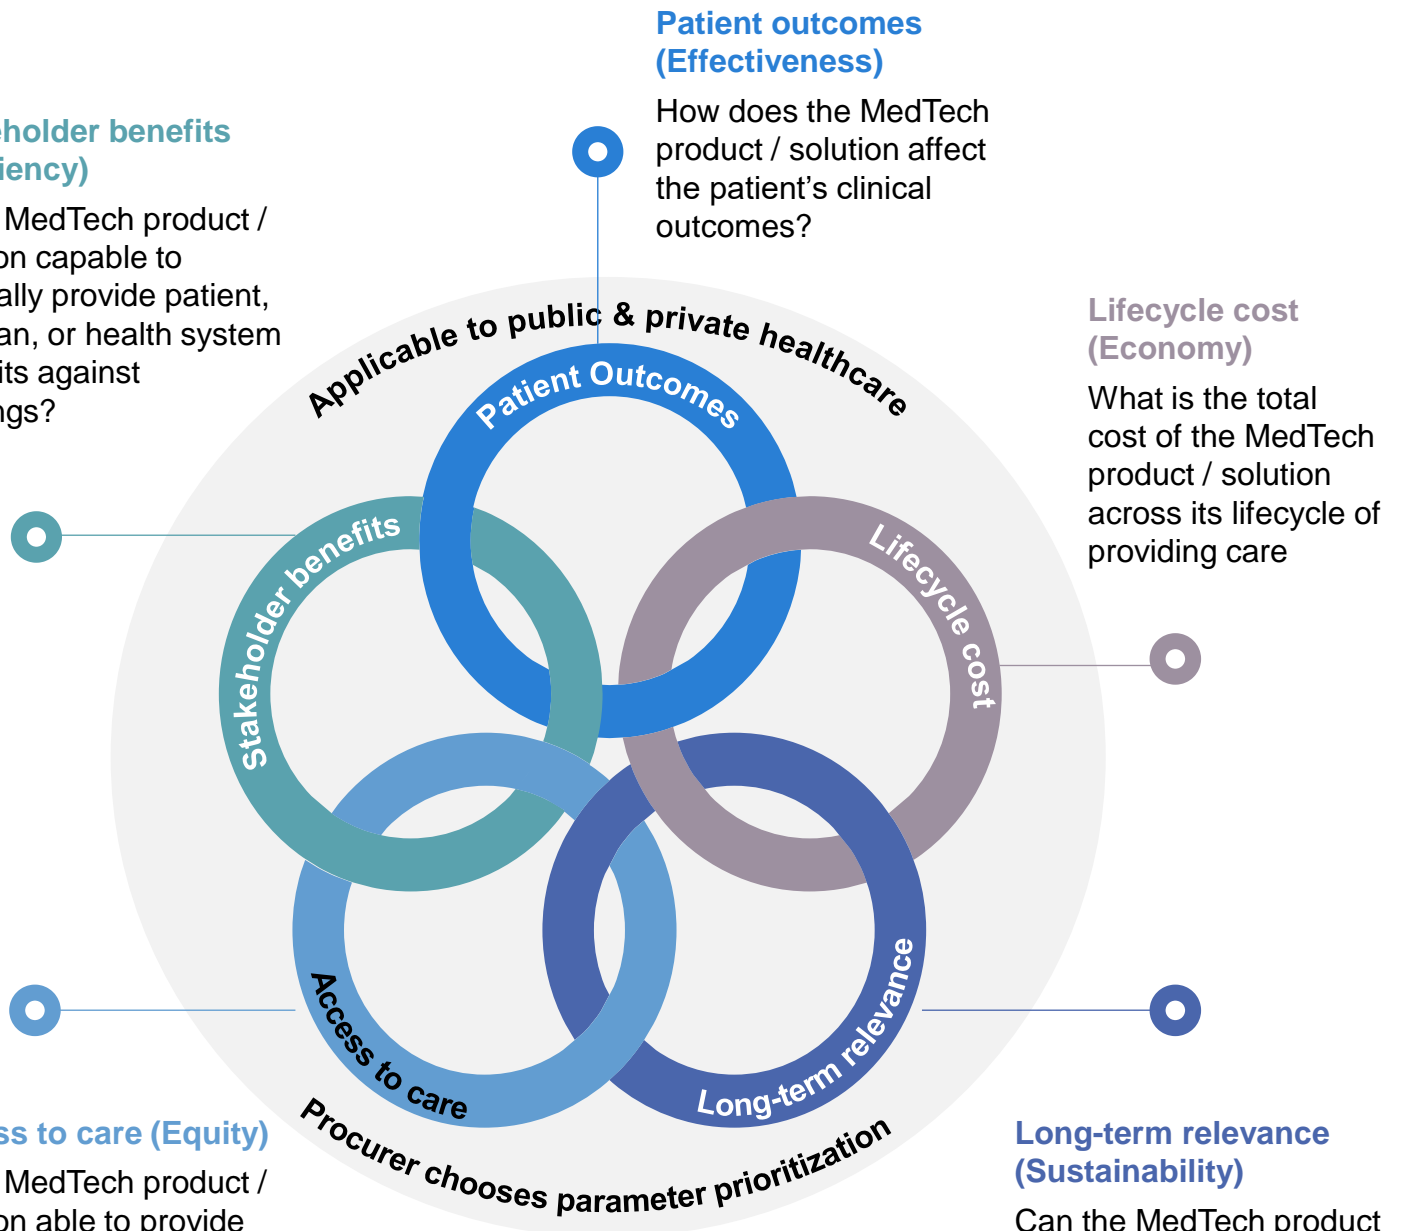 Patient outcomes
(Effectiveness)
How does the MedTech
product / solution affect
the patient's clinical
outcomes?
eholder benefits
iency)
MedTech product /
on capable to
ally provide patient,
an, or health system
its against
ngs?
Lifecycle cost
(Economy)
What is the total
cost of the MedTech
product / solution
across its lifecycle of
providing care
Applicable to public & private healthcare
Patient Outcomes
Stakeholder benefits
Lifecycle cost
Access to care
Long-term relevance
Procurer chooses parameter prioritization
ss to care (Equity)
MedTech product /
on able to provide
Long-term relevance
(Sustainability)
Can the MedTech product